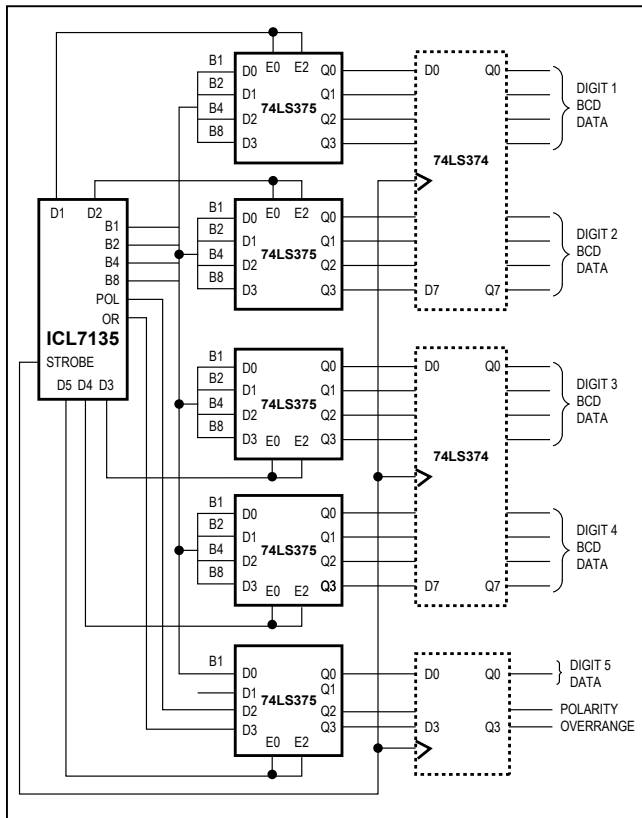 B1
E0 E2
D0 Q0
B2
D1 Q1
B4
74LS375
D2 Q2
B8
D3 Q3
D0 Q0
74LS374
DIGIT 1
BCD
DATA
D1 D2
B1
B2
B4
B8
POL
OR
ICL7135
STROBE
D5 D4 D3
B1
E0 E2
D0 Q0
B2
D1 Q1
B4
74LS375
D2 Q2
B8
D3 Q3
D7 Q7
DIGIT 2
BCD
DATA
B1
D0 Q0
B2
D1 Q1
B4
74LS375
D2 Q2
B8
D3 Q3
E0 E2
D0 Q0
74LS374
DIGIT 3
BCD
DATA
B1
D0 Q0
B2
D1 Q1
B4
74LS375
D2 Q2
B8
D3 Q3
E0 E2
D7 Q7
DIGIT 4
BCD
DATA
B1
D0 Q0
D1 Q1
74LS375
D2 Q2
D3 Q3
E0 E2
D0 Q0
D3 Q3
DIGIT 5
DATA
POLARITY
OVERRANGE